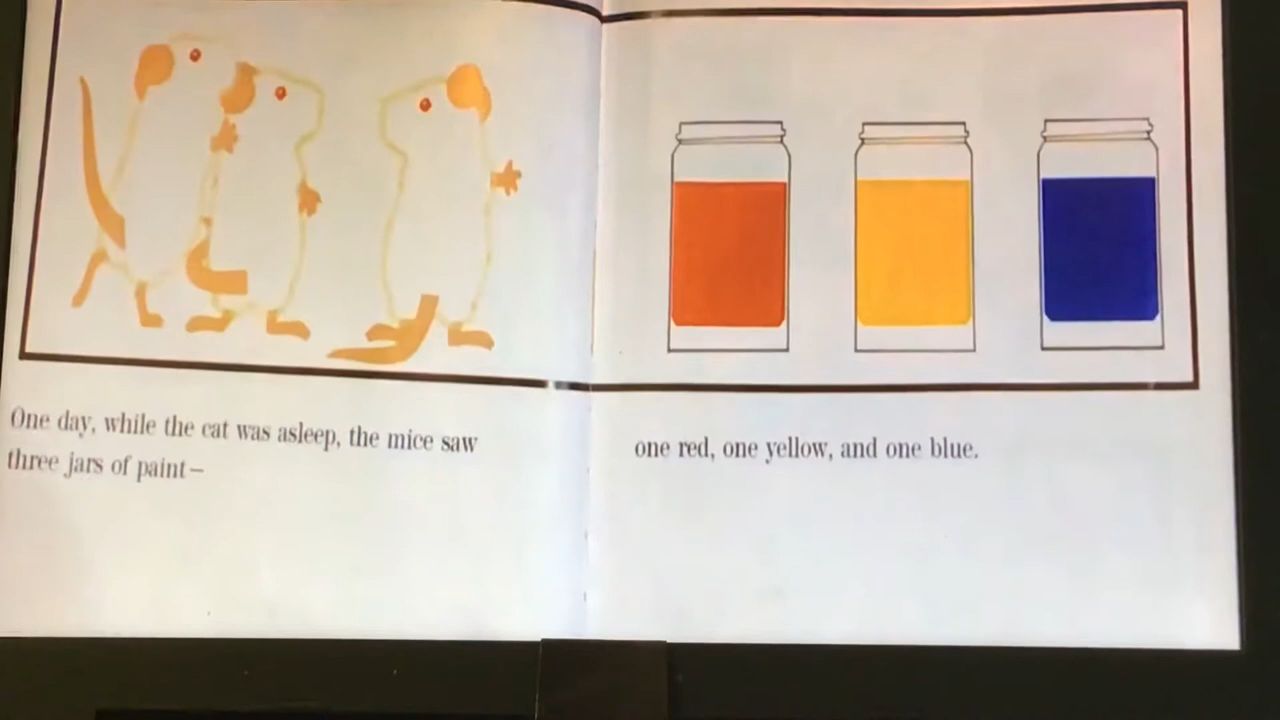 One day, while the cat was asleep, the mice saw
three jars of paint–
one red, one yellow, and one blue.